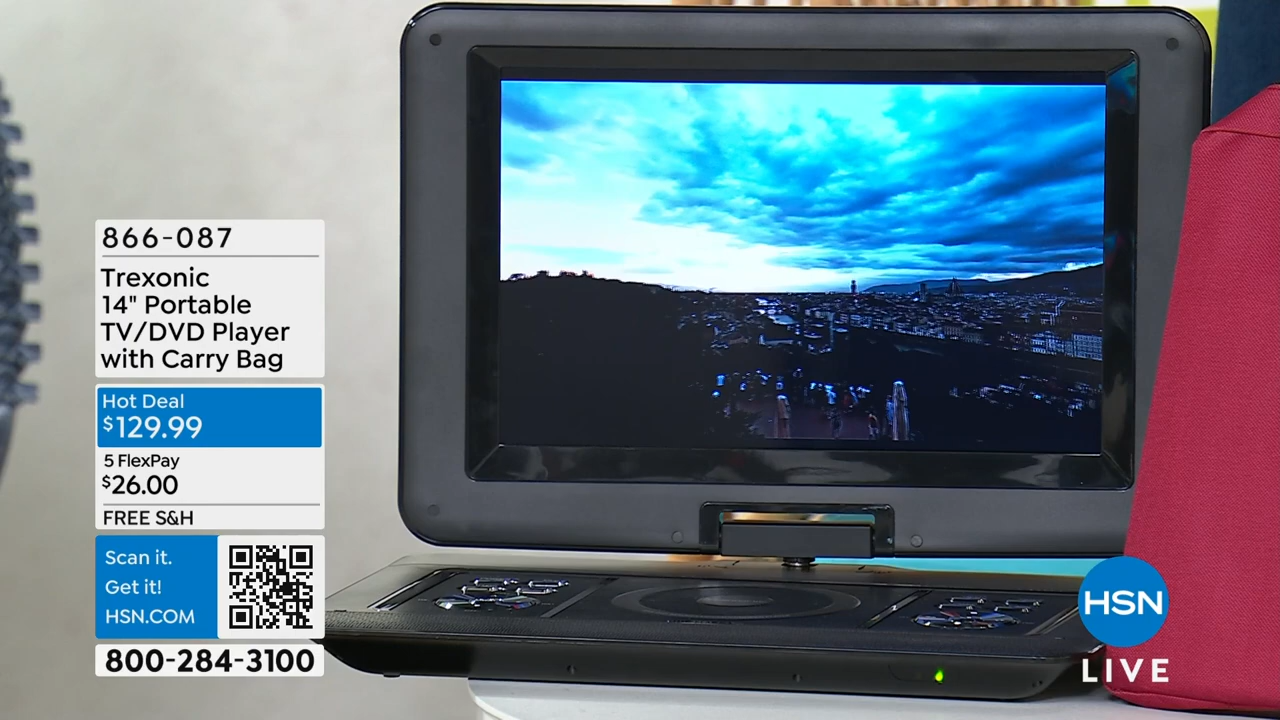 866-087
Trexonic
14" Portable
TV/DVD Player
with Carry Bag
Hot Deal
$129.99
5 FlexPay
$26.00
FREE S&H
Scan it.
Get it!
HSN.COM
800-284-3100
HSN
LIVE